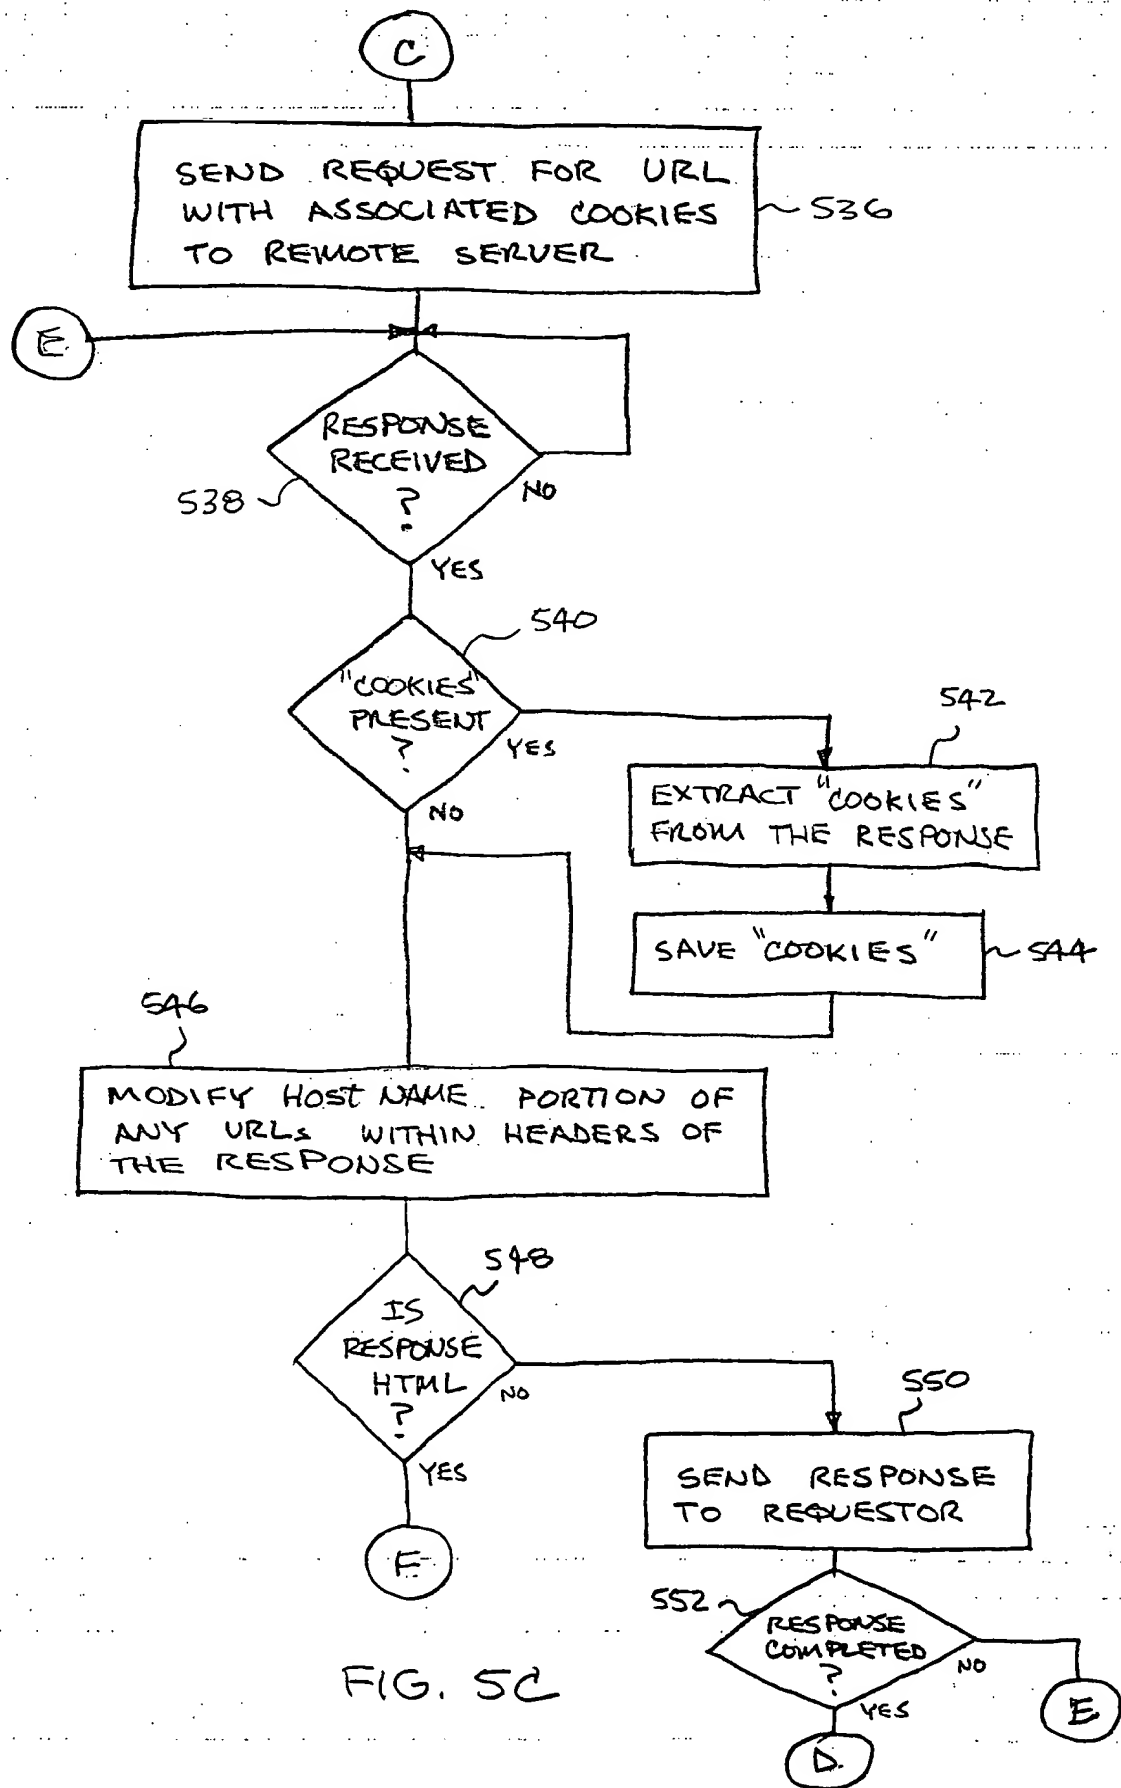 C
SEND REQUEST FOR URL
WITH ASSOCIATED COOKIES
TO REMOTE SERVER
536
E
RESPONSE
RECEIVED
?
538
NO
YES
540
"COOKIES"
PRESENT
?
YES
NO
542
EXTRACT "COOKIES"
FROM THE RESPONSE
SAVE "COOKIES"
544
546
MODIFY HOST NAME PORTION OF
ANY URLs WITHIN HEADERS OF
THE RESPONSE
548
IS
RESPONSE
HTML
?
NO
YES
F
550
SEND RESPONSE
TO REQUESTOR
552
RESPONSE
COMPLETED
?
NO
YES
E
D
FIG. 5C